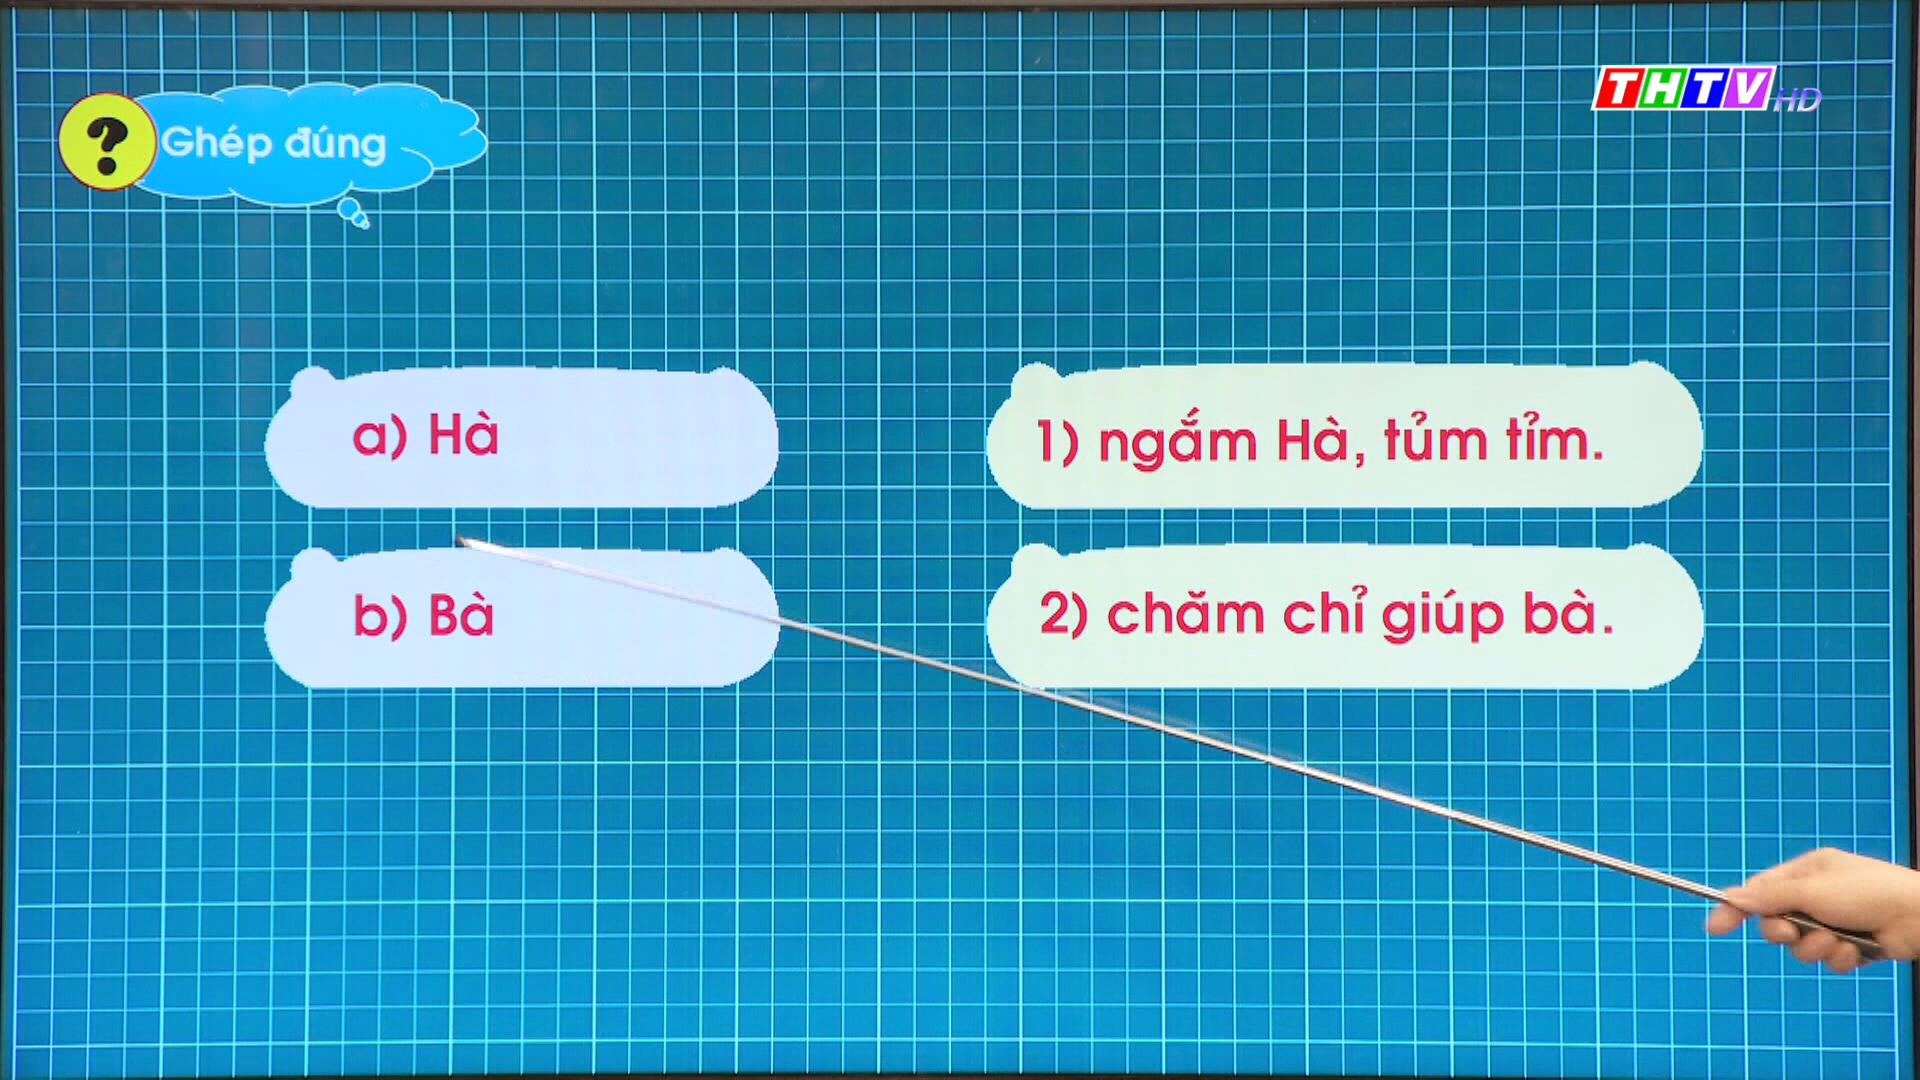 THTV HD
? Ghép đúng
a) Hà
1) ngắm Hà, tủm tỉm.
b) Bà
2) chăm chỉ giúp bà.